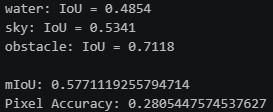 water: IoU = 0.4854
sky: IoU = 0.5341
obstacle: IoU = 0.7118
mIoU: 0.5771119255794714
Pixel Accuracy: 0.2805447574537627